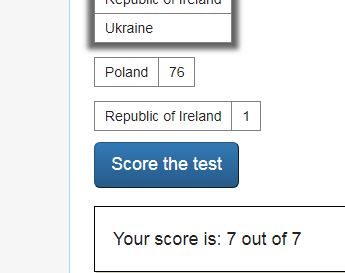 Republic of Ireland
Ukraine
Poland 76
Republic of Ireland 1
Score the test
Your score is: 7 out of 7